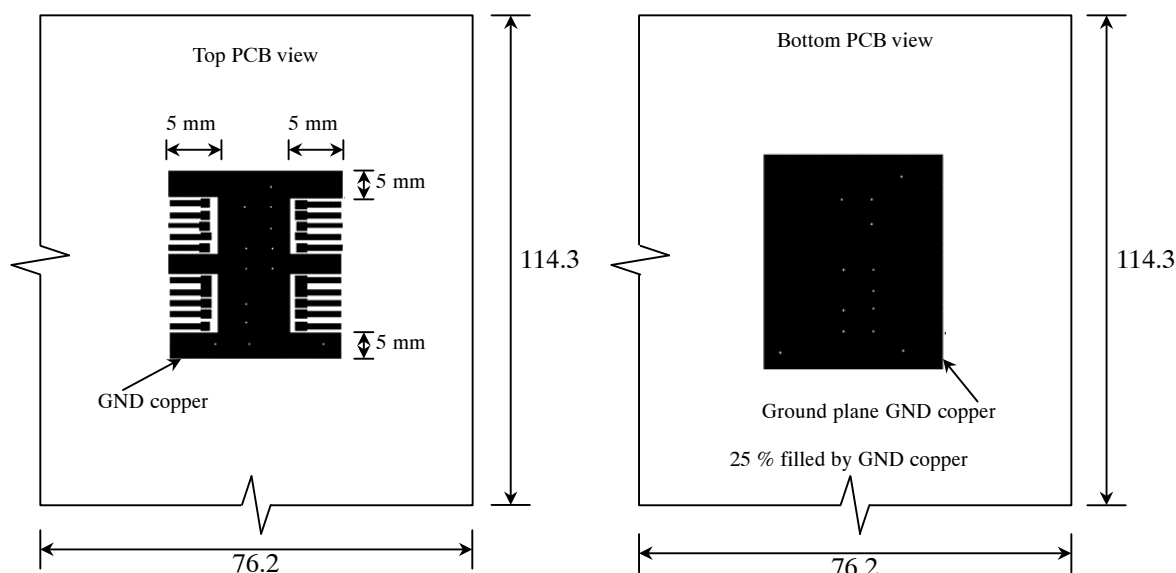 Top PCB view
5 mm
5 mm
5 mm
114.3
5 mm
GND copper
76.2
Bottom PCB view
114.3
Ground plane GND copper
25 % filled by GND copper
76.2